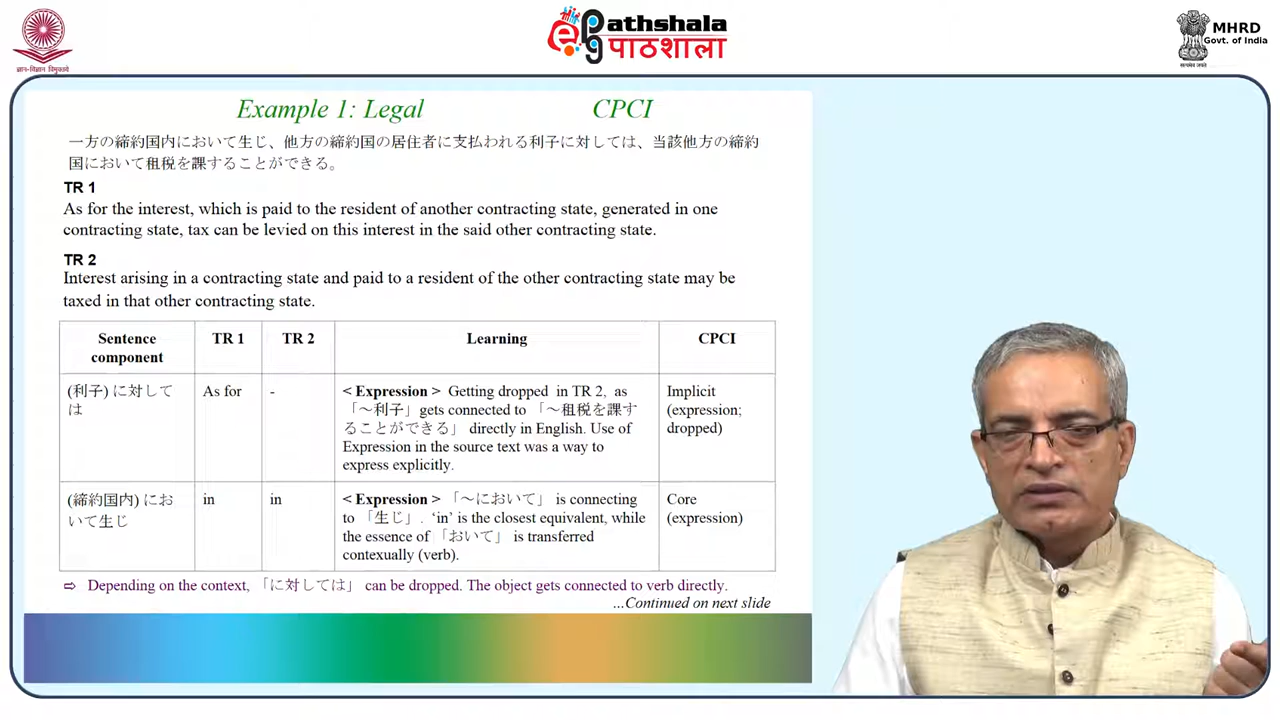 ज्ञान-विज्ञान विमुक्तये
epathshala
पाठशाला
MHRD
Govt. of India
सत्यमेव जयते
Example 1: Legal CPCI
一方の締約国内において生じ、他方の締約国の居住者に支払われる利子に対しては、当該他方の締約
国において租税を課することができる。
TR 1
As for the interest, which is paid to the resident of another contracting state, generated in one
contracting state, tax can be levied on this interest in the said other contracting state.
TR 2
Interest arising in a contracting state and paid to a resident of the other contracting state may be
taxed in that other contracting state.
Sentence
component
TR 1
TR 2
Learning
CPCI
(利子) に対して
は
As for
-
< Expression > Getting dropped in TR 2, as
「～利子」gets connected to 「～租税を課す
ることができる」 directly in English. Use of
Expression in the source text was a way to
express explicitly.
Implicit
(expression;
dropped)
(締約国内) にお
いて生じ
in
in
< Expression > 「～において」 is connecting
to 「生じ」. ‘in’ is the closest equivalent, while
the essence of 「おいて」 is transferred
contexually (verb).
Core
(expression)
⇨ Depending on the context, 「に対しては」 can be dropped. The object gets connected to verb directly.
...Continued on next slide